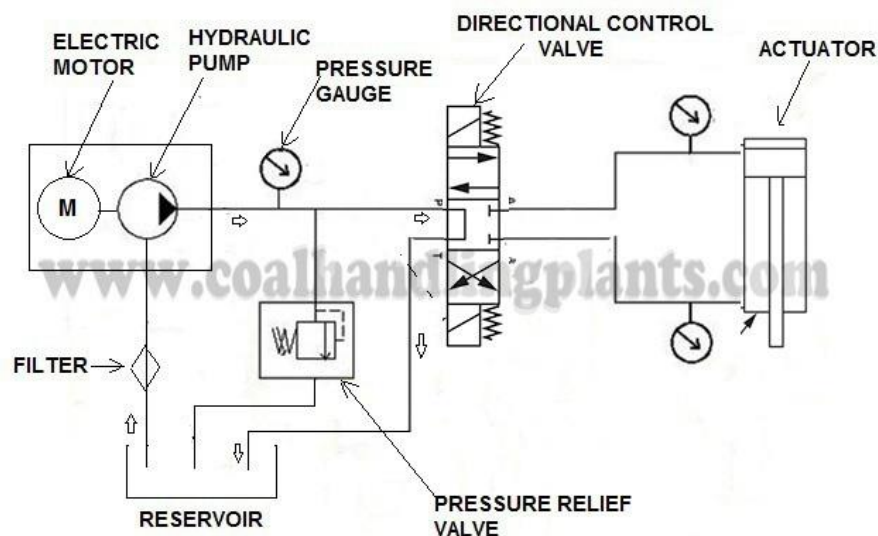 ELECTRIC
MOTOR
HYDRAULIC
PUMP
PRESSURE
GAUGE
DIRECTIONAL CONTROL
VALVE
ACTUATOR
M
P
T
A
www.coalhandlingplants.com
FILTER
RESERVOIR
PRESSURE RELIEF
VALVE